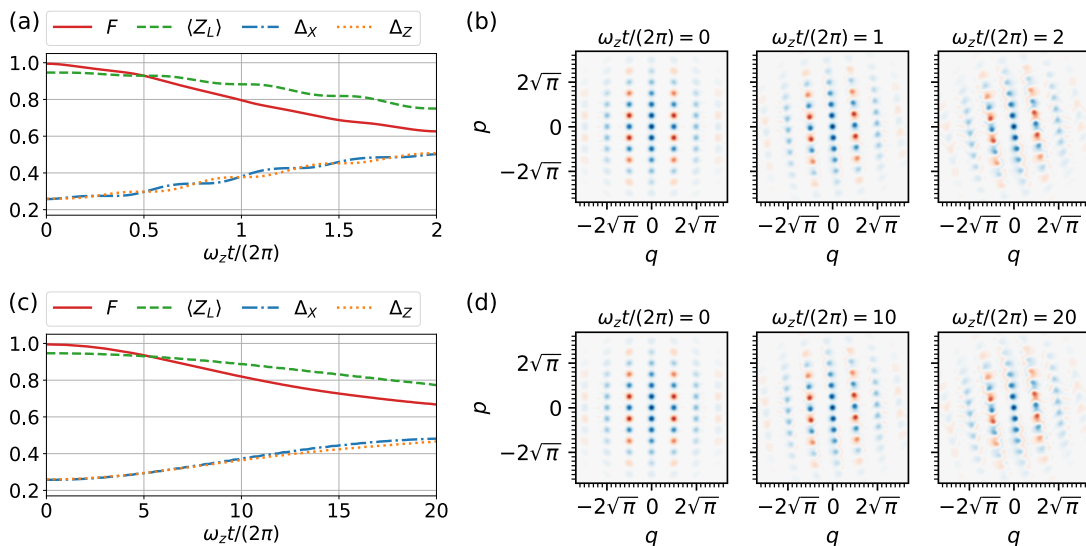 (a)
F ⟨Z_L⟩ Δ_X Δ_Z
1.0
0.8
0.6
0.4
0.2
0 0.5 1 1.5 2
ω_z t/(2π)
(b)
ω_z t/(2π) = 0 ω_z t/(2π) = 1 ω_z t/(2π) = 2
p
2√π
0
−2√π
−2√π 0 2√π −2√π 0 2√π −2√π 0 2√π
q q q
(c)
F ⟨Z_L⟩ Δ_X Δ_Z
1.0
0.8
0.6
0.4
0.2
0 5 10 15 20
ω_z t/(2π)
(d)
ω_z t/(2π) = 0 ω_z t/(2π) = 10 ω_z t/(2π) = 20
p
2√π
0
−2√π
−2√π 0 2√π −2√π 0 2√π −2√π 0 2√π
q q q